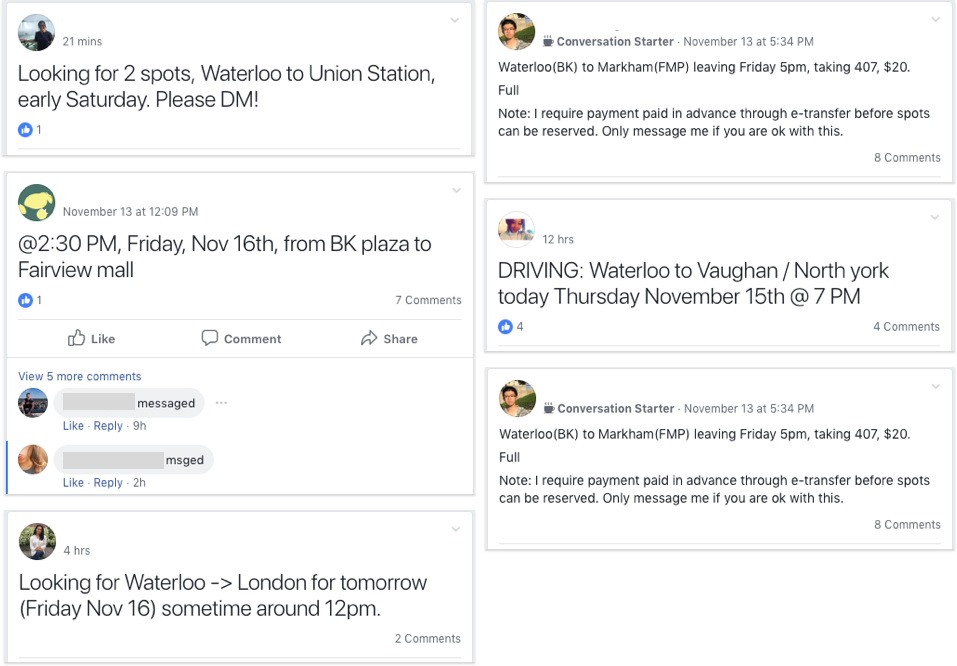 21 mins
Looking for 2 spots, Waterloo to Union Station,
early Saturday. Please DM!
1
November 13 at 12:09 PM
@2:30 PM, Friday, Nov 16th, from BK plaza to
Fairview mall
1
7 Comments
Like Comment Share
View 5 more comments
messaged
Like · Reply · 9h
msged
Like · Reply · 2h
4 hrs
Looking for Waterloo -> London for tomorrow
(Friday Nov 16) sometime around 12pm.
2 Comments
Conversation Starter · November 13 at 5:34 PM
Waterloo(BK) to Markham(FMP) leaving Friday 5pm, taking 407, $20.
Full
Note: I require payment paid in advance through e-transfer before spots
can be reserved. Only message me if you are ok with this.
8 Comments
12 hrs
DRIVING: Waterloo to Vaughan / North york
today Thursday November 15th @ 7 PM
4
4 Comments
Conversation Starter · November 13 at 5:34 PM
Waterloo(BK) to Markham(FMP) leaving Friday 5pm, taking 407, $20.
Full
Note: I require payment paid in advance through e-transfer before spots
can be reserved. Only message me if you are ok with this.
8 Comments